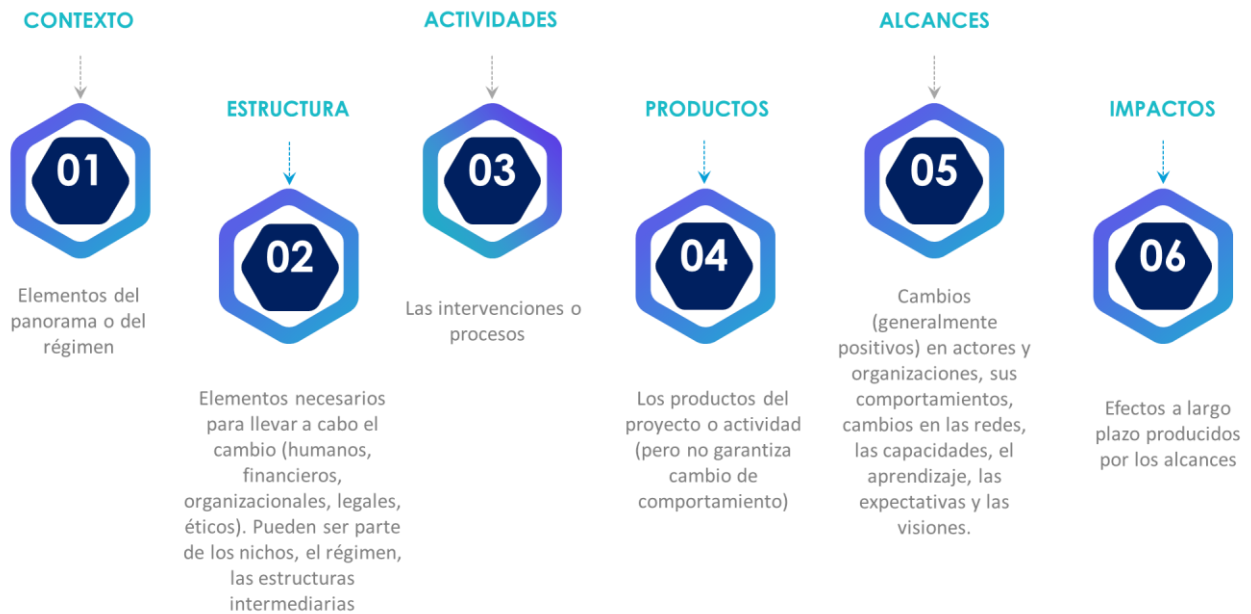 CONTEXTO
01
Elementos del
panorama o del
régimen
ESTRUCTURA
02
Elementos necesarios
para llevar a cabo el
cambio (humanos,
financieros,
organizacionales, legales,
éticos). Pueden ser parte
de los nichos, el régimen,
las estructuras
intermediarias
ACTIVIDADES
03
Las intervenciones o
procesos
PRODUCTOS
04
Los productos del
proyecto o actividad
(pero no garantiza
cambio de
comportamiento)
ALCANCES
05
Cambios
(generalmente
positivos) en actores y
organizaciones, sus
comportamientos,
cambios en las redes,
las capacidades, el
aprendizaje, las
expectativas y las
visiones.
IMPACTOS
06
Efectos a largo
plazo producidos
por los alcances